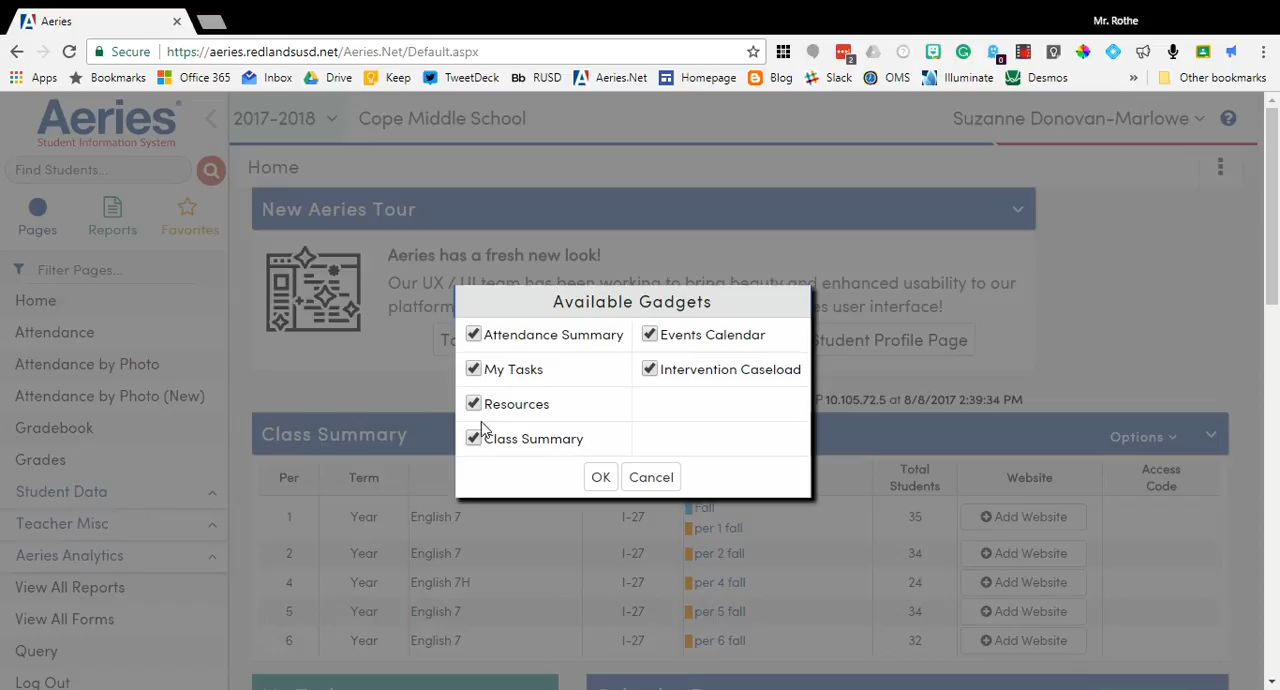 Aeries
Mr. Rothe
Secure
https://aeries.redlandsusd.net/Aeries.Net/Default.aspx
2
0
Apps
Bookmarks
Office 365
Inbox
Drive
Keep
TweetDeck
Bb RUSD
Aeries.Net
Homepage
Blog
Slack
OMS
Illuminate
Desmos
»
Other bookmarks
Aeries
Student Information System
2017-2018
Cope Middle School
Suzanne Donovan-Marlowe
?
Find Students...
Home
Pages
Reports
Favorites
New Aeries Tour
Filter Pages...
Aeries has a fresh new look!
Our UX / UI team has been working to bring beauty and enhanced usability to our
platform
es user interface!
Student Profile Page
Home
Attendance
Attendance by Photo
Attendance by Photo (New)
Gradebook
Grades
Student Data
Teacher Misc
Aeries Analytics
View All Reports
View All Forms
Query
Log Out
Available Gadgets
Attendance Summary
Events Calendar
My Tasks
Intervention Caseload
Resources
Class Summary
OK
Cancel
10.105.72.5 at 8/8/2017 2:39:34 PM
Class Summary
Options
Per
Term
Total Students
Website
Access Code
1 Year English 7 I-27 Fall per 1 fall 35 Add Website
2 Year English 7 I-27 per 2 fall 34 Add Website
4 Year English 7H I-27 per 4 fall 24 Add Website
5 Year English 7 I-27 per 5 fall 34 Add Website
6 Year English 7 I-27 per 6 fall 32 Add Website